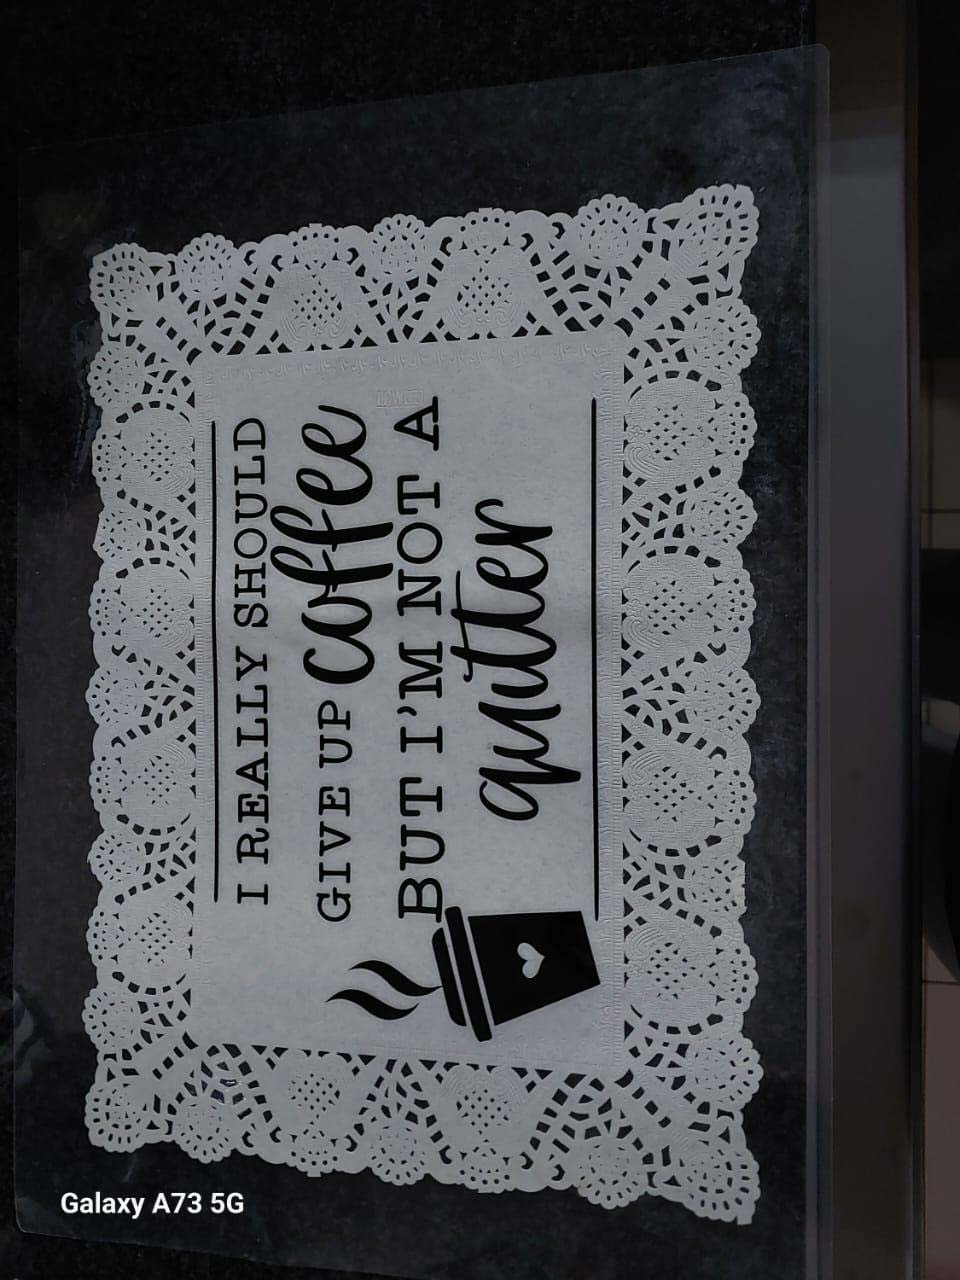 I REALLY SHOULD
GIVE UP coffee
BUT I'M NOT A
quitter
Galaxy A73 5G